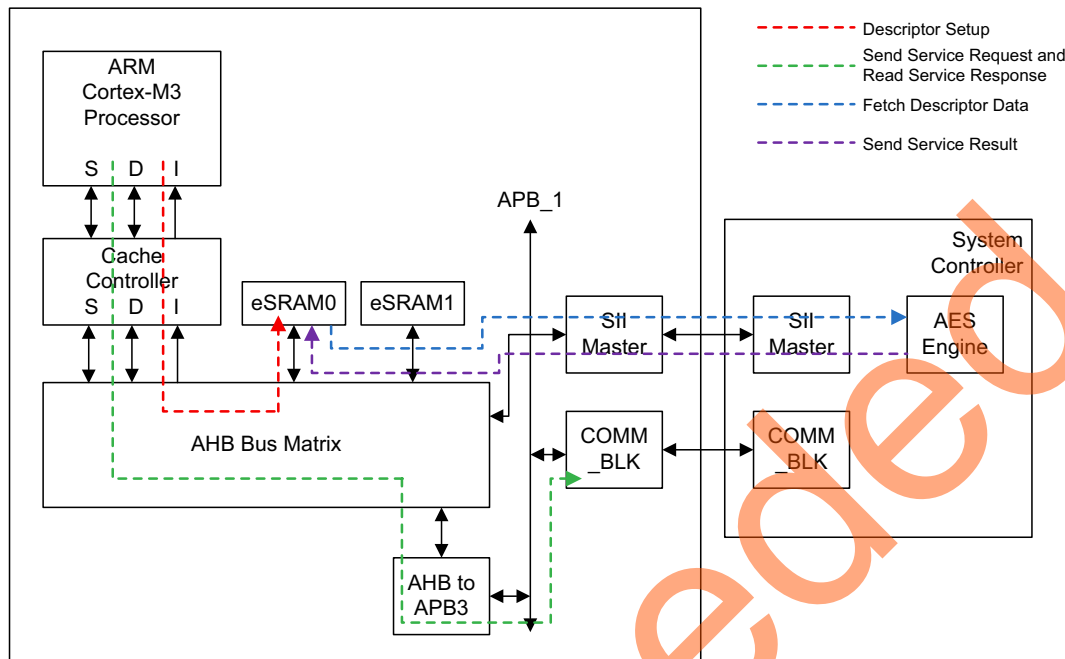 Descriptor Setup
Send Service Request and
Read Service Response
Fetch Descriptor Data
Send Service Result
ARM
Cortex-M3
Processor
S D I
Cache
Controller
S D I
eSRAM0
eSRAM1
APB_1
AHB Bus Matrix
AHB to
APB3
SII
Master
COMM
_BLK
System
Controller
SII
Master
AES
Engine
COMM
_BLK
eded